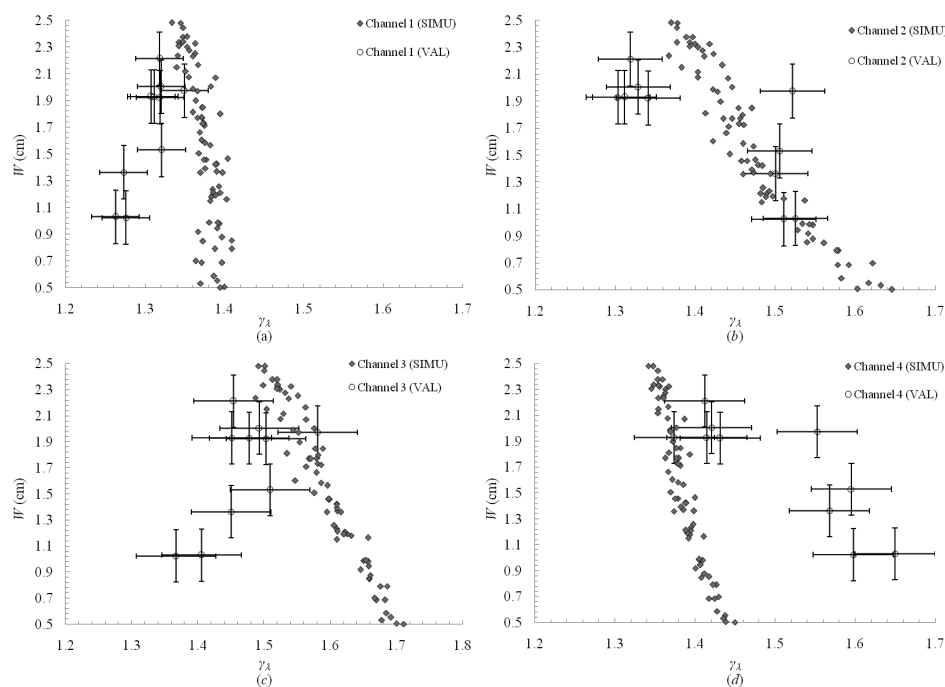 2.5
2.3
2.1
1.9
1.7
1.5
1.3
1.1
0.9
0.7
0.5
W (cm)
Channel 1 (SIMU)
Channel 1 (VAL)
1.2 1.3 1.4 1.5 1.6 1.7
γλ
(a)
2.5
2.3
2.1
1.9
1.7
1.5
1.3
1.1
0.9
0.7
0.5
W (cm)
Channel 2 (SIMU)
Channel 2 (VAL)
1.2 1.3 1.4 1.5 1.6 1.7
γλ
(b)
2.5
2.3
2.1
1.9
1.7
1.5
1.3
1.1
0.9
0.7
0.5
W (cm)
Channel 3 (SIMU)
Channel 3 (VAL)
1.2 1.3 1.4 1.5 1.6 1.7 1.8
γλ
(c)
2.5
2.3
2.1
1.9
1.7
1.5
1.3
1.1
0.9
0.7
0.5
W (cm)
Channel 4 (SIMU)
Channel 4 (VAL)
1.2 1.3 1.4 1.5 1.6 1.7
γλ
(d)